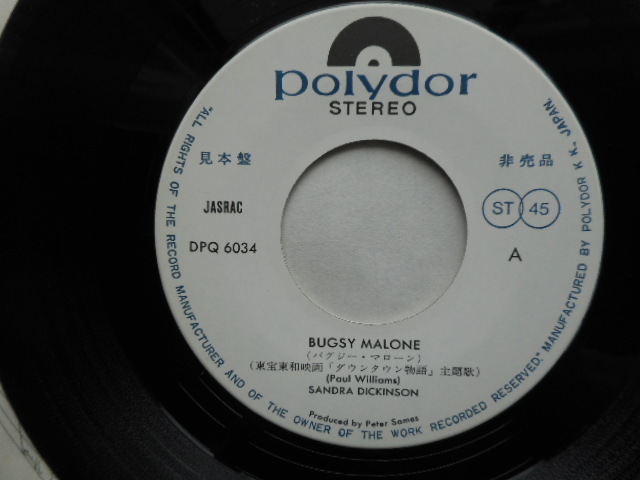 polydor
STEREO
見本盤
非売品
JASRAC
ST 45
DPQ 6034
A
BUGSY MALONE
(バグジー・マローン)
(東宝東和映画「ダウンタウン物語」主題歌)
(Paul Williams)
SANDRA DICKINSON
Produced by Peter Sames
"ALL RIGHTS OF THE RECORD MANUFACTURER AND OF THE OWNER OF THE WORK RECORDED RESERVED." MANUFACTURED BY POLYDOR K. K., JAPAN.